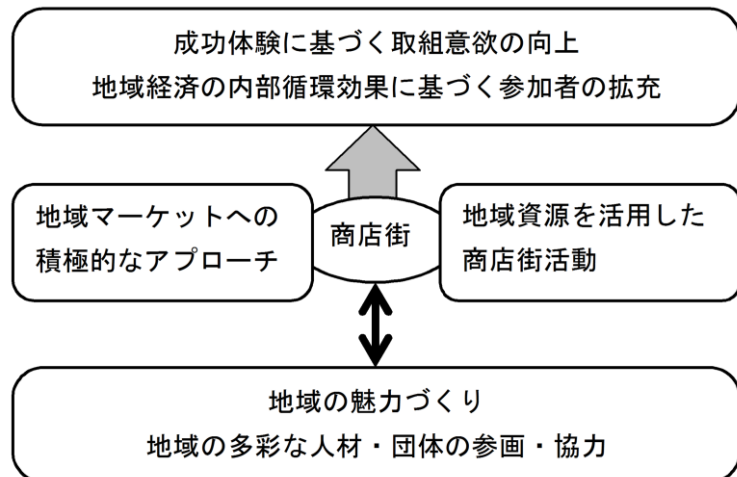 成功体験に基づく取組意欲の向上
地域経済の内部循環効果に基づく参加者の拡充
地域マーケットへの
積極的なアプローチ
商店街
地域資源を活用した
商店街活動
地域の魅力づくり
地域の多彩な人材・団体の参画・協力